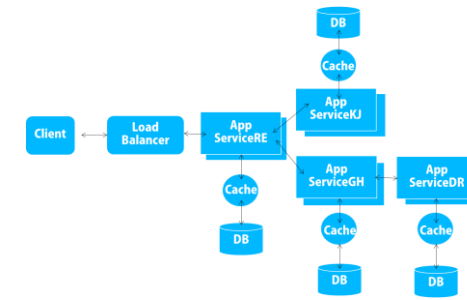 DB
Cache
App
ServiceKJ
Client
Load
Balancer
App
ServiceRE
App
ServiceGH
App
ServiceDR
Cache
DB
Cache
DB
Cache
DB